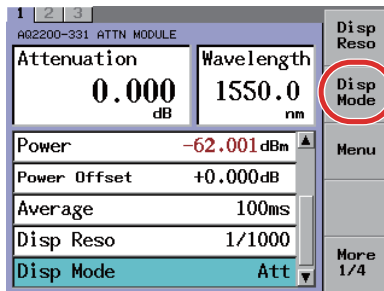 1 2 3
AQ2200-331 ATTN MODULE
Attenuation
0.000
dB
Wavelength
1550.0
nm
Power -62.001dBm
Power Offset +0.000dB
Average 100ms
Disp Reso 1/1000
Disp Mode Att
Disp
Reso
Disp
Mode
Menu
More
1/4